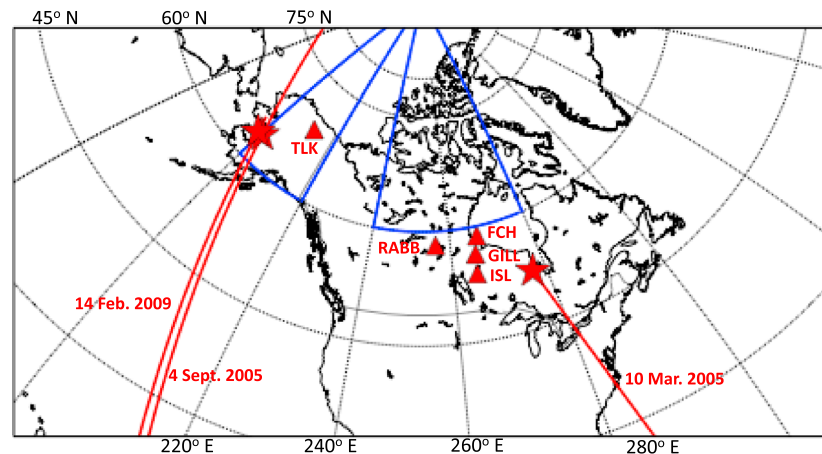 45° N
60° N
75° N
TLK
RABB
FCH
GILL
ISL
14 Feb. 2009
4 Sept. 2005
10 Mar. 2005
220° E
240° E
260° E
280° E